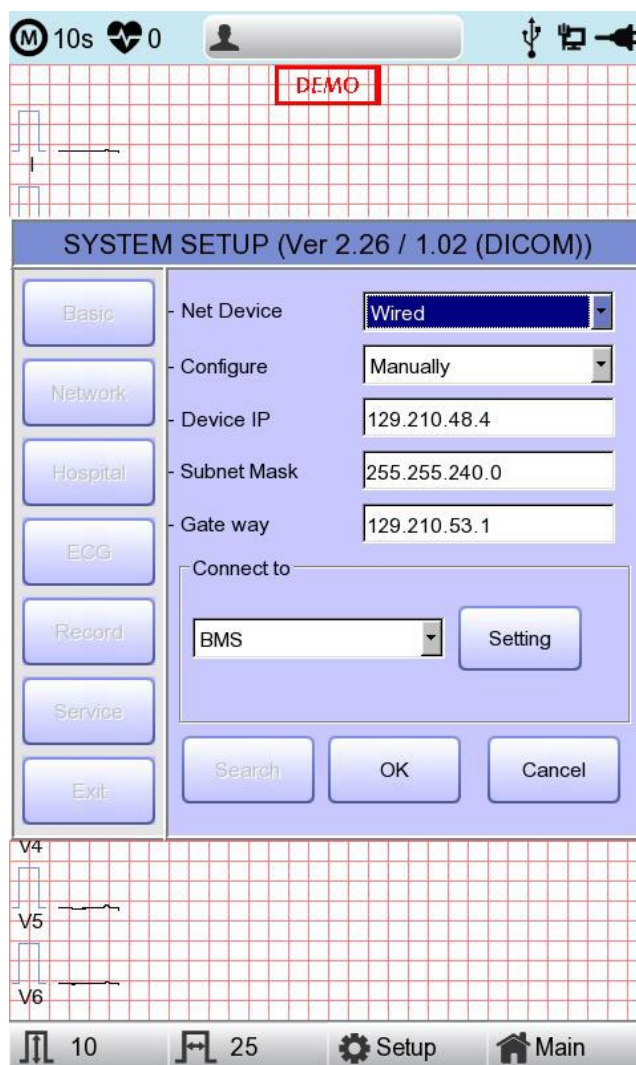 M 10s 0
DEMO
I
SYSTEM SETUP (Ver 2.26 / 1.02 (DICOM))
Basic
- Net Device Wired
- Configure Manually
Network
- Device IP 129.210.48.4
Hospital
- Subnet Mask 255.255.240.0
- Gate way 129.210.53.1
ECG
Connect to
Record
BMS Setting
Service
Search OK Cancel
Exit
V4
V5
V6
10 25 Setup Main